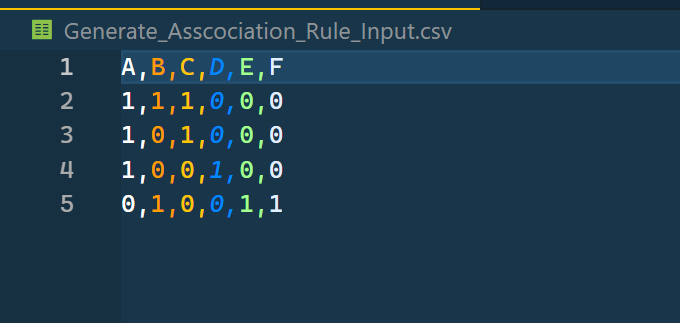 Generate_Asscociation_Rule_Input.csv
1 A,B,C,D,E,F
2 1,1,1,0,0,0
3 1,0,1,0,0,0
4 1,0,0,1,0,0
5 0,1,0,0,1,1